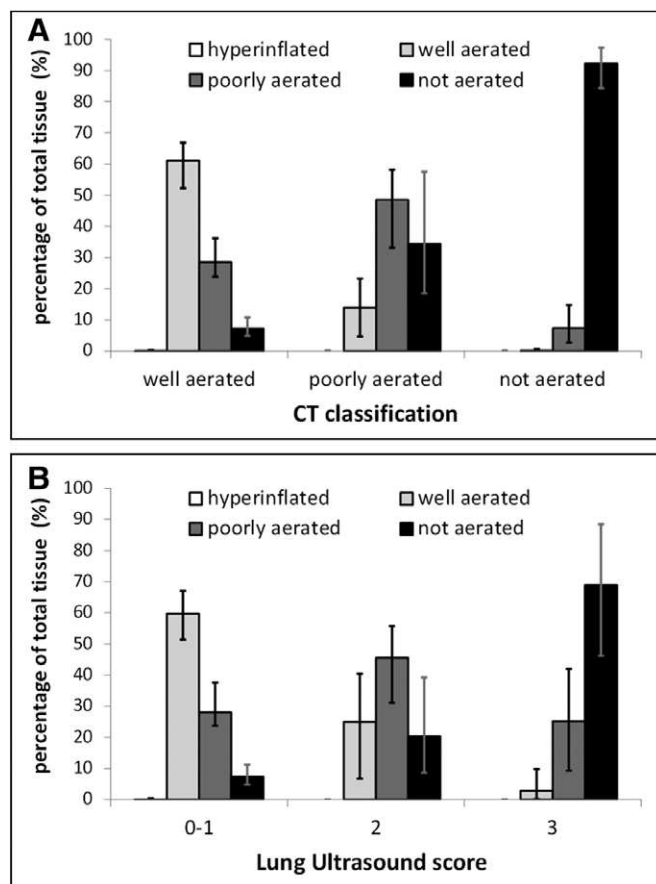 A
percentage of total tissue (%)
100
90
80
70
60
50
40
30
20
10
0
hyperinflated well aerated
poorly aerated not aerated
well aerated poorly aerated not aerated
CT classification
B
percentage of total tissue (%)
100
90
80
70
60
50
40
30
20
10
0
hyperinflated well aerated
poorly aerated not aerated
0-1 2 3
Lung Ultrasound score